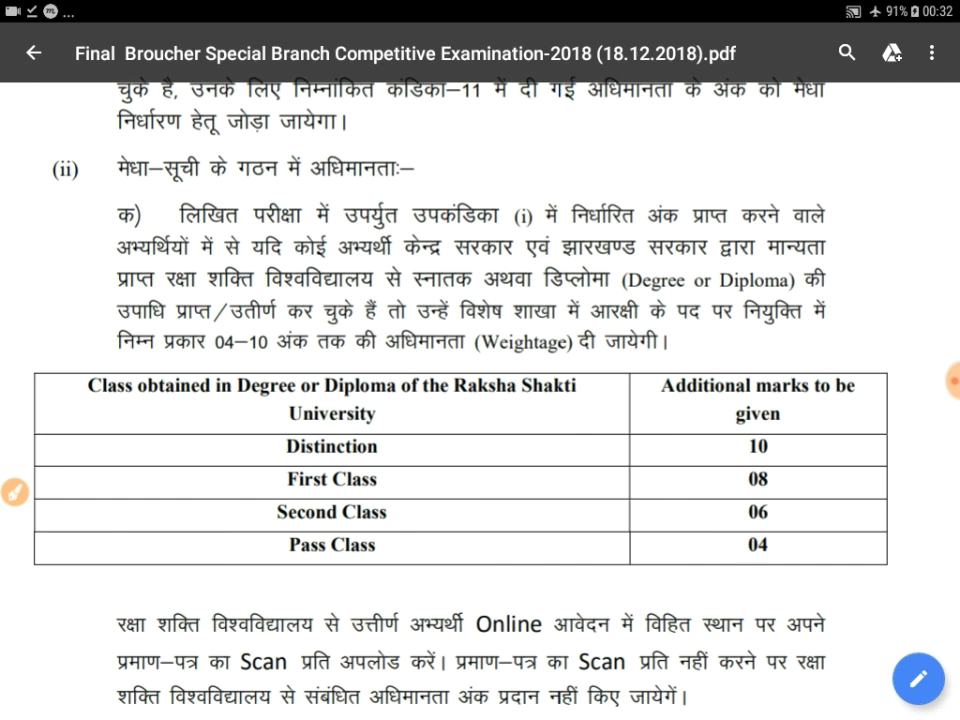 91% 00:32
Final Broucher Special Branch Competitive Examination-2018 (18.12.2018).pdf
चुके है, उनके लिए निम्नांकित कंडिका–11 में दी गई अधिमानता के अंक को मेधा
निर्धारण हेतू जोड़ा जायेगा।
(ii) मेधा–सूची के गठन में अधिमानताः–
क) लिखित परीक्षा में उपर्युत उपकंडिका (i) में निर्धारित अंक प्राप्त करने वाले
अभ्यर्थियों में से यदि कोई अभ्यर्थी केन्द्र सरकार एवं झारखण्ड सरकार द्वारा मान्यता
प्राप्त रक्षा शक्ति विश्वविद्यालय से स्नातक अथवा डिप्लोमा (Degree or Diploma) की
उपाधि प्राप्त/उतीर्ण कर चुके हैं तो उन्हें विशेष शाखा में आरक्षी के पद पर नियुक्ति में
निम्न प्रकार 04–10 अंक तक की अधिमानता (Weightage) दी जायेगी।
Class obtained in Degree or Diploma of the Raksha Shakti University | Additional marks to be given
Distinction 10
First Class 08
Second Class 06
Pass Class 04
रक्षा शक्ति विश्वविद्यालय से उत्तीर्ण अभ्यर्थी Online आवेदन में विहित स्थान पर अपने
प्रमाण–पत्र का Scan प्रति अपलोड करें। प्रमाण–पत्र का Scan प्रति नहीं करने पर रक्षा
शक्ति विश्वविद्यालय से संबंधित अधिमानता अंक प्रदान नहीं किए जायेगें।